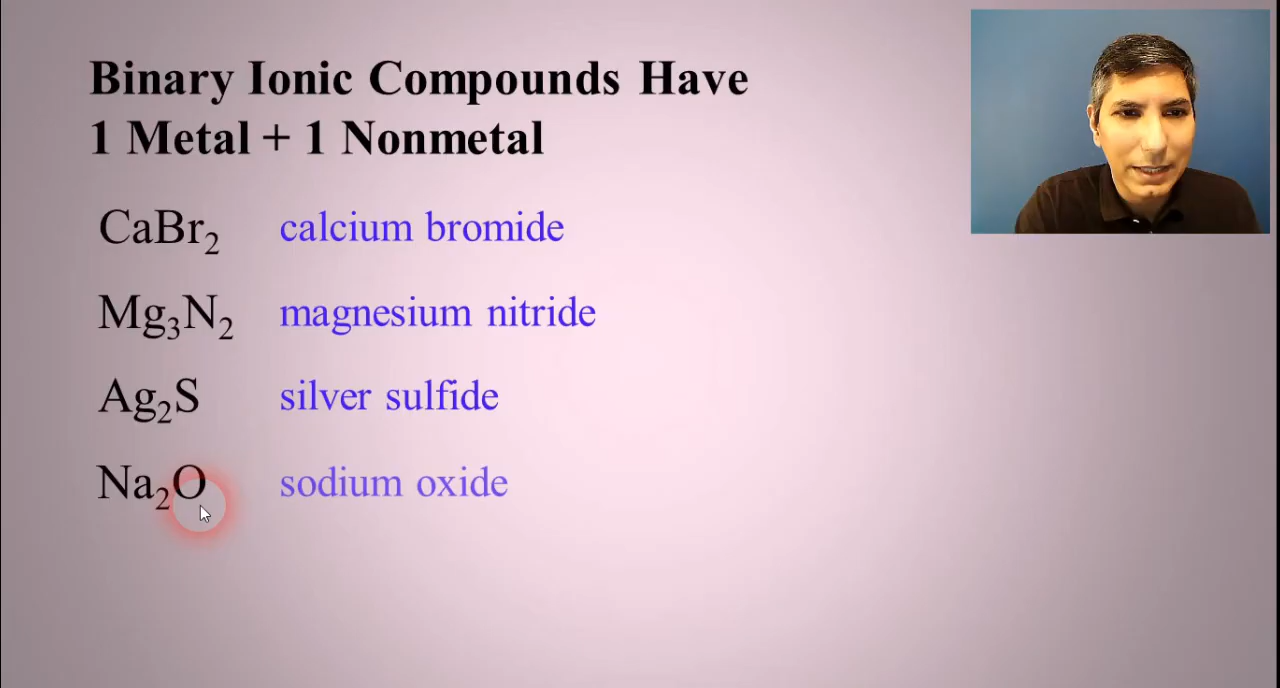 Binary Ionic Compounds Have
1 Metal + 1 Nonmetal
CaBr₂ calcium bromide
Mg₃N₂ magnesium nitride
Ag₂S silver sulfide
Na₂O sodium oxide